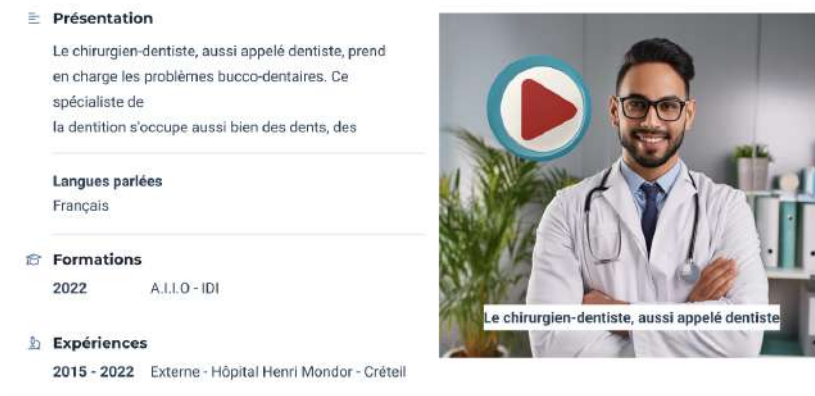 Présentation
Le chirurgien-dentiste, aussi appelé dentiste, prend
en charge les problèmes bucco-dentaires. Ce
spécialiste de
la dentition s'occupe aussi bien des dents, des
Langues parlées
Français
Formations
2022 A.I.I.O - IDI
Expériences
2015 - 2022 Externe - Hôpital Henri Mondor - Créteil
Le chirurgien-dentiste, aussi appelé dentiste